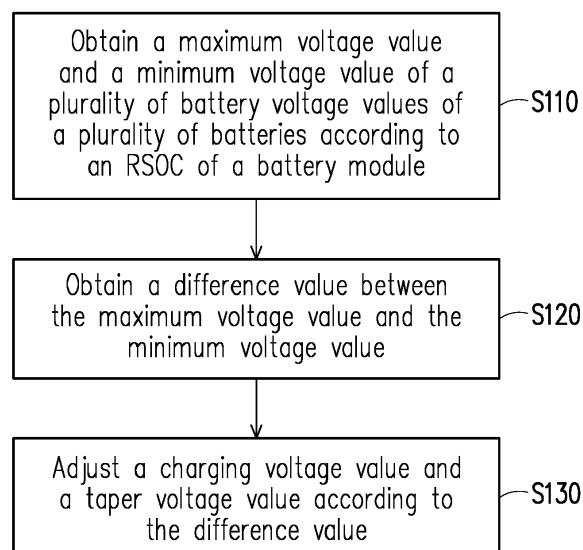 Obtain a maximum voltage value
and a minimum voltage value of a
plurality of battery voltage values of
a plurality of batteries according to
an RSOC of a battery module
S110
Obtain a difference value between
the maximum voltage value and the
minimum voltage value
S120
Adjust a charging voltage value and
a taper voltage value according to
the difference value
S130